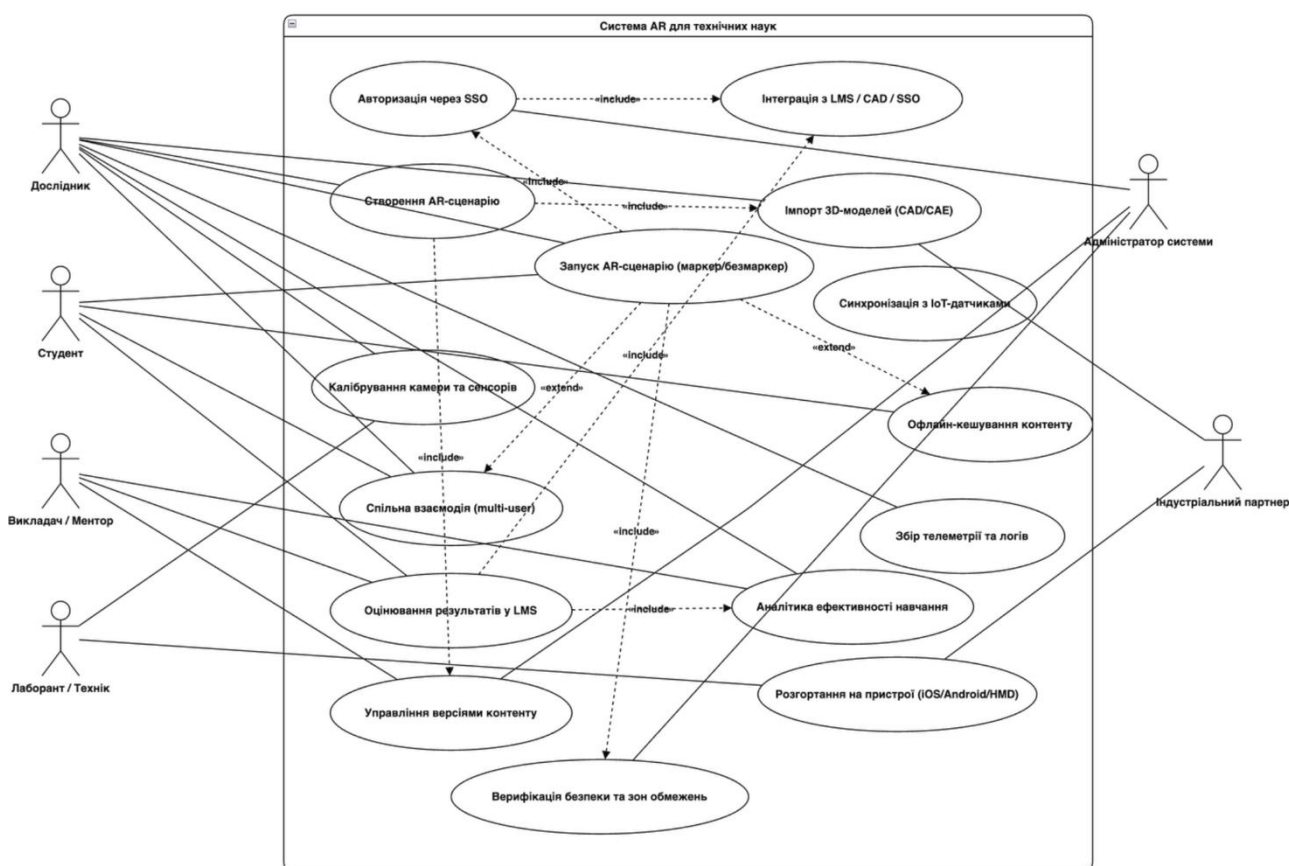 Система AR для технічних наук
Авторизація через SSO
«include»
Інтеграція з LMS / CAD / SSO
Дослідник
«include»
Створення AR-сценарію
«include»
Імпорт 3D-моделей (CAD/CAE)
Адміністратор системи
Запуск AR-сценарію (маркер/безмаркер)
Синхронізація з IoT-датчиками
Студент
«include»
«extend»
Калібрування камери та сенсорів
«extend»
Офлайн-кешування контенту
«include»
Спільна взаємодія (multi-user)
Викладач / Ментор
Індустріальний партнер
«include»
Збір телеметрії та логів
Оцінювання результатів у LMS
«include»
Аналітика ефективності навчання
Лаборант / Технік
Розгортання на пристрої (iOS/Android/HMD)
Управління версіями контенту
Верифікація безпеки та зон обмежень